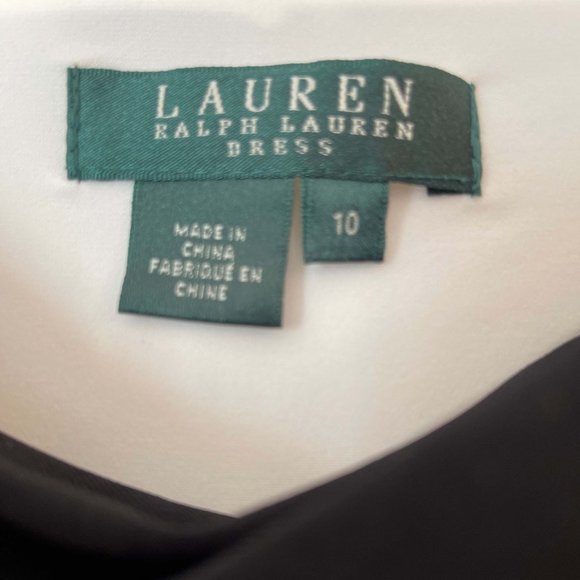 LAUREN
RALPH LAUREN
DRESS
10
MADE IN
CHINA
FABRIQUÉ EN
CHINE